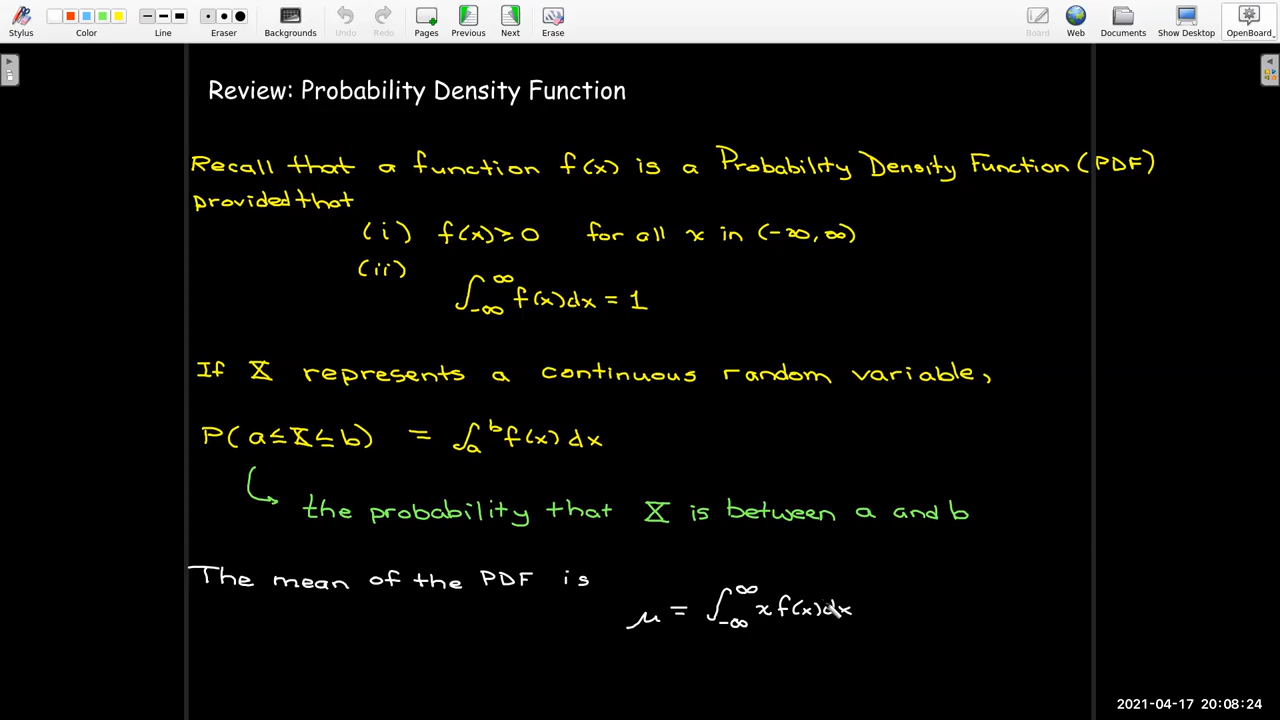 Stylus Color Line Eraser Backgrounds Undo Redo Pages Previous Next Erase Board Web Documents Show Desktop OpenBoard
Review: Probability Density Function
Recall that a function f(x) is a Probability Density Function (PDF)
provided that
(i) f(x) ≥ 0 for all x in (-∞, ∞)
(ii)
∫_{-∞}^{∞} f(x)dx = 1
If X represents a continuous random variable,
P(a ≤ X ≤ b) = ∫_a^b f(x) dx
the probability that X is between a and b
The mean of the PDF is
μ = ∫_{-∞}^{∞} x f(x)dx
2021-04-17 20:08:24